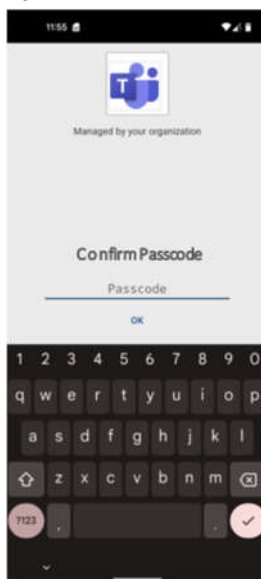 11:55
T
Managed by your organization
Confirm Passcode
Passcode
OK
1 2 3 4 5 6 7 8 9 0
q w e r t y u i o p
a s d f g h j k l
z x c v b n m
?123 , .